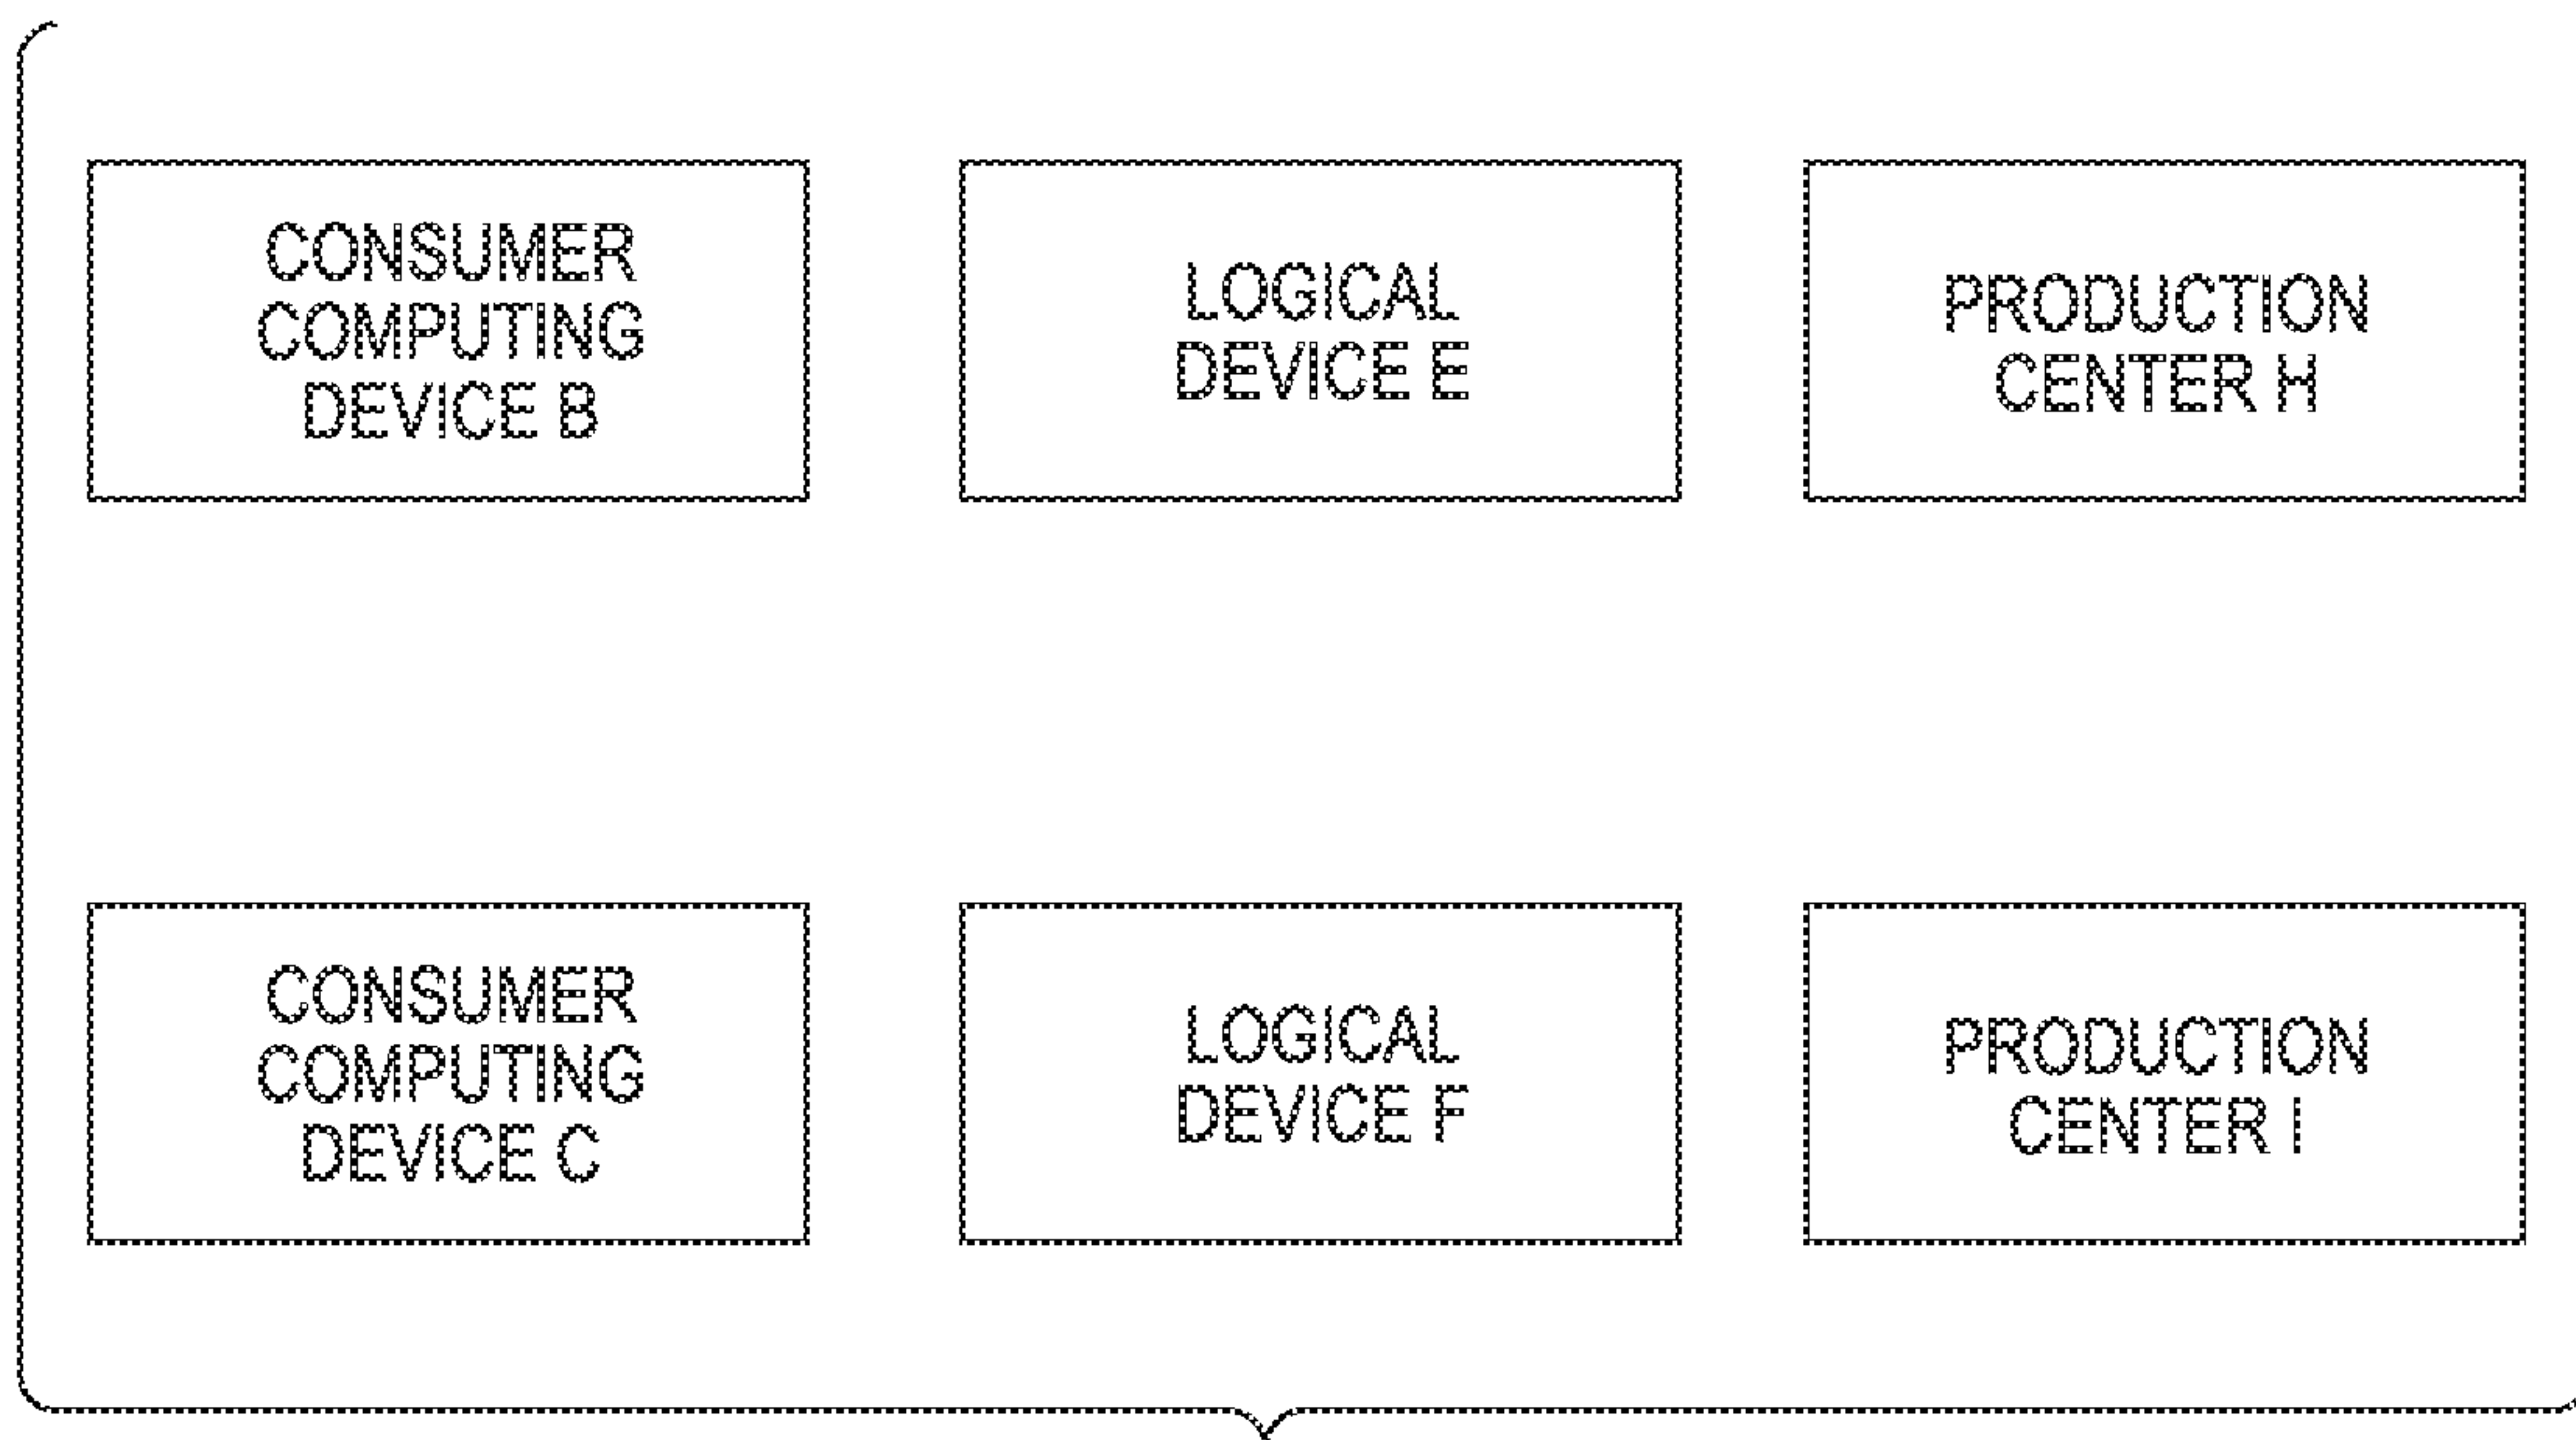 CONSUMER
COMPUTING
DEVICE B
LOGICAL
DEVICE E
PRODUCTION
CENTER H
CONSUMER
COMPUTING
DEVICE C
LOGICAL
DEVICE F
PRODUCTION
CENTER I